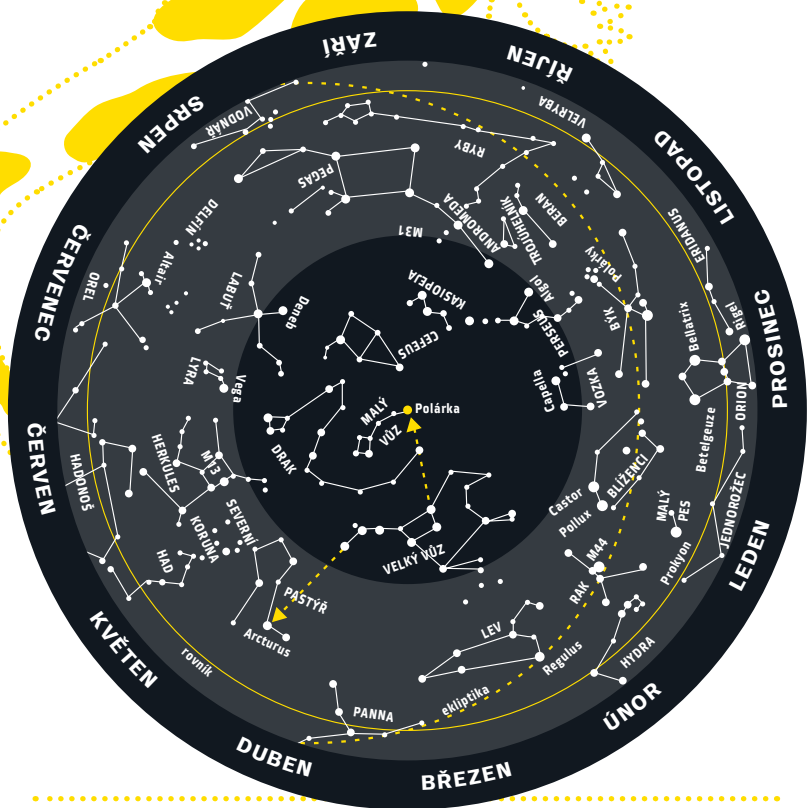 ZÁŘÍ
ŘÍJEN
LISTOPAD
PROSINEC
LEDEN
ÚNOR
BŘEZEN
DUBEN
KVĚTEN
ČERVEN
ČERVENEC
SRPEN
VODNÁŘ
VELRYBA
RYBY
PEGAS
ANDROMEDA
M31
TROJÚHELNÍK
BERAN
DELFÍN
Altair
OREL
LABUŤ
Deneb
LYRA
Vega
KASIOPEJA
CEFEUS
Algol
PERSEUS
Polarky
BÝK
ERIDANUS
Rigel
Bellatrix
ORION
Betelgeuze
Capella
VOZKA
MALÝ
VŮZ
Polárka
DRAK
HERKULES
M13
HADONOŠ
SEVERNÍ
KORUNA
HAD
VELKÝ VŮZ
PASTÝŘ
Arcturus
rovník
BLÍŽENCI
Castor
Pollux
MALÝ
PES
JEDNOROŽEC
Prokyon
M44
RAK
HYDRA
LEV
Regulus
ekliptika
PANNA